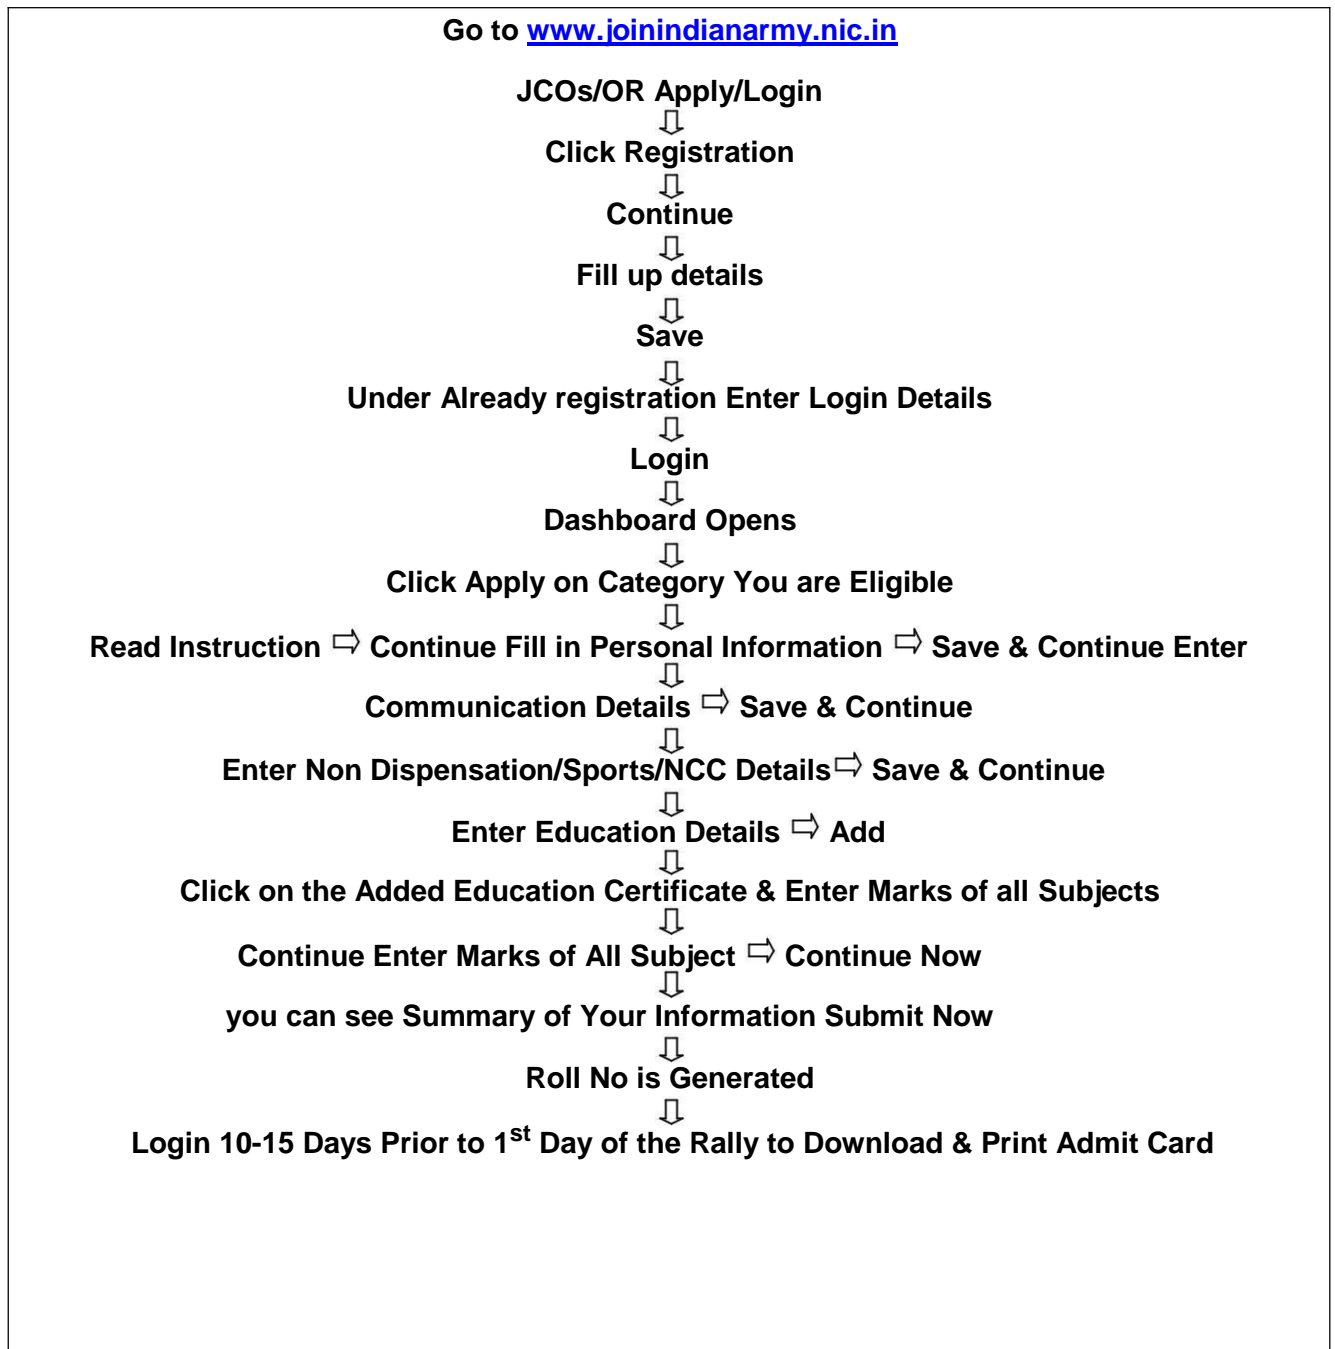 Go to www.joinindianarmy.nic.in
JCOs/OR Apply/Login
⇩
Click Registration
⇩
Continue
⇩
Fill up details
⇩
Save
⇩
Under Already registration Enter Login Details
⇩
Login
⇩
Dashboard Opens
⇩
Click Apply on Category You are Eligible
⇩
Read Instruction ⇨ Continue Fill in Personal Information ⇨ Save & Continue Enter
⇩
Communication Details ⇨ Save & Continue
⇩
Enter Non Dispensation/Sports/NCC Details ⇨ Save & Continue
⇩
Enter Education Details ⇨ Add
⇩
Click on the Added Education Certificate & Enter Marks of all Subjects
⇩
Continue Enter Marks of All Subject ⇨ Continue Now
⇩
you can see Summary of Your Information Submit Now
⇩
Roll No is Generated
⇩
Login 10-15 Days Prior to 1st Day of the Rally to Download & Print Admit Card